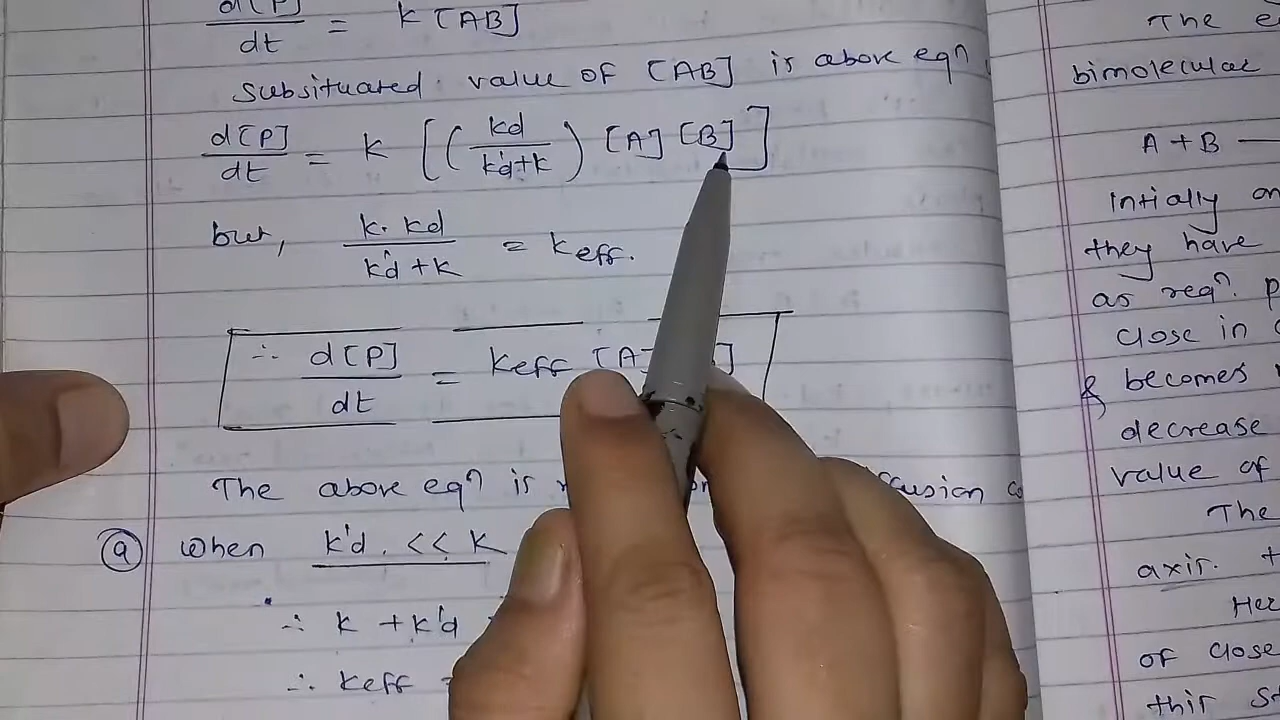 d[P]/dt = k [AB]
subsituated value of [AB] is above eqn
d[P]/dt = k [(kd/k'd+k) [A] [B]]
but, k. kd/k'd+k = keff.
∴ d[P]/dt = keff [A]
The above eqn is
ⓐ when k'd. << k
∴ k + k'd
∴ keff =
The
bimolecular
A + B —
Intially
they have
as reqn.
close in
& becomes
decrease
value of
The
axis.
of close
this